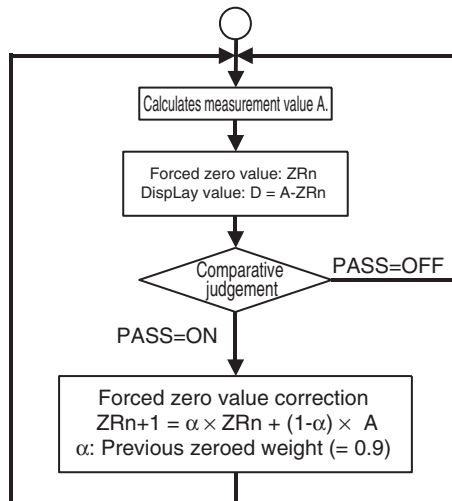 Calculates measurement value A.
Forced zero value: ZRn
DispLay value: D = A-ZRn
Comparative
judgement
PASS=OFF
PASS=ON
Forced zero value correction
ZRn+1 = α × ZRn + (1-α) × A
α: Previous zeroed weight (= 0.9)